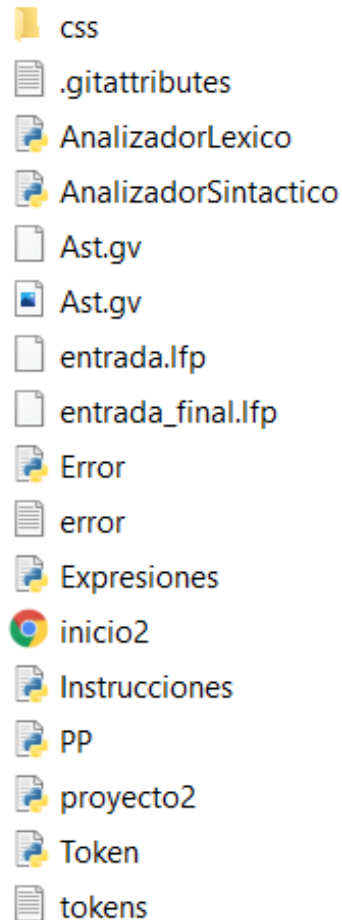 css
.gitattributes
AnalizadorLexico
AnalizadorSintactico
Ast.gv
Ast.gv
entrada.lfp
entrada_final.lfp
Error
error
Expresiones
inicio2
Instrucciones
PP
proyecto2
Token
tokens